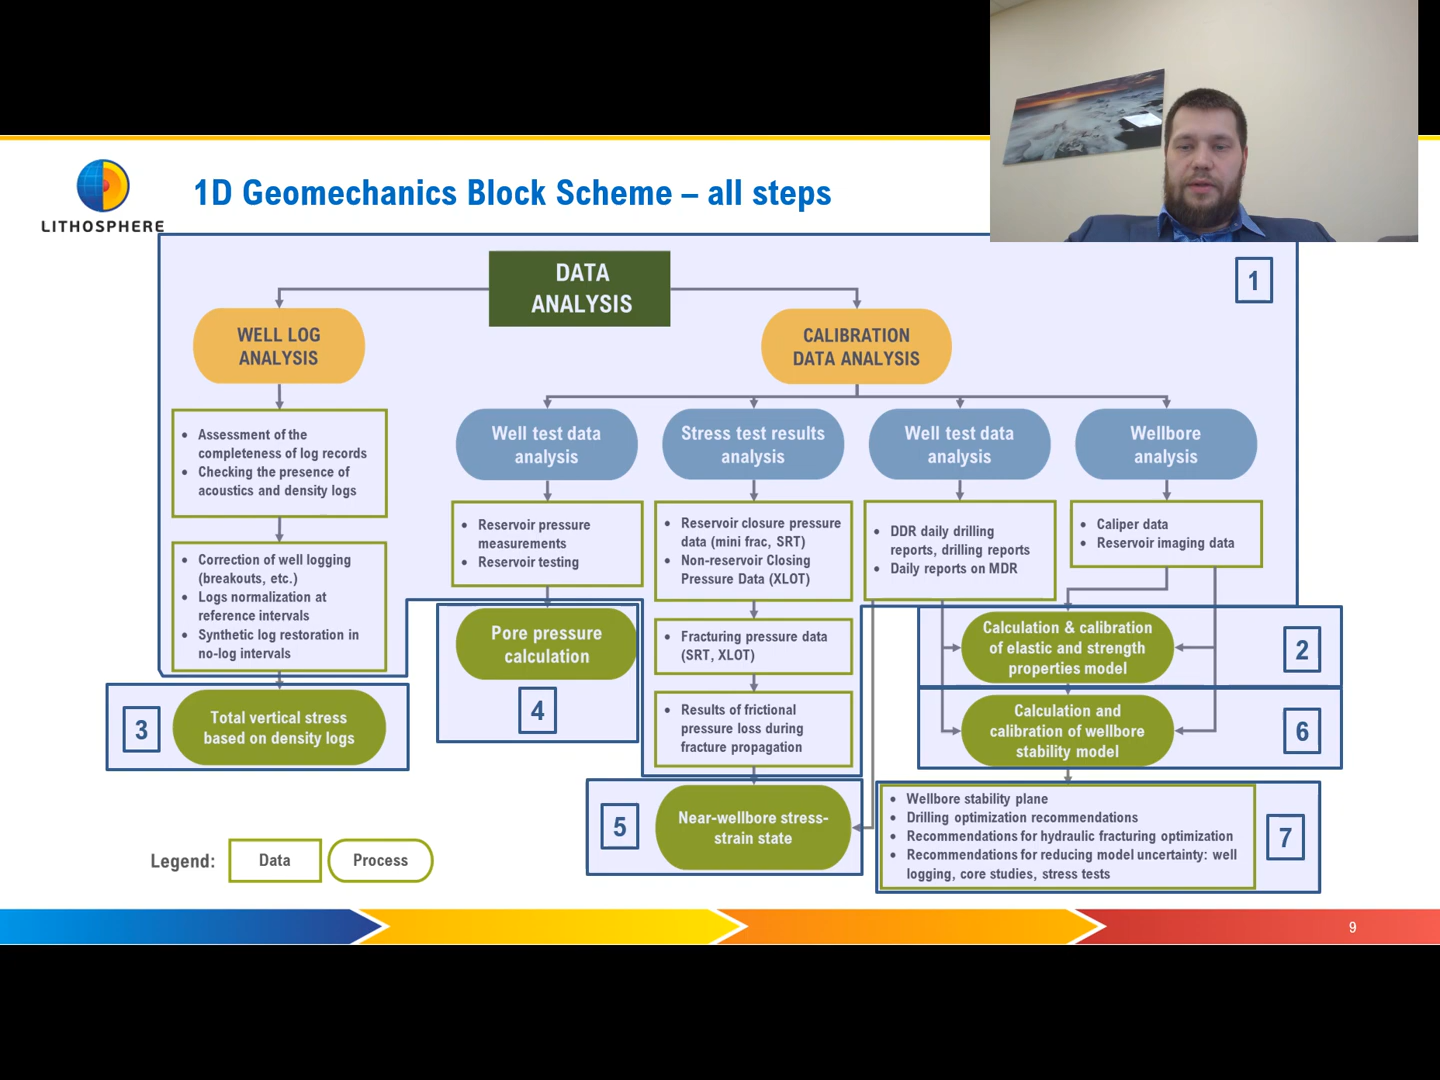 LITHOSPHERE
1D Geomechanics Block Scheme – all steps
DATA
ANALYSIS
1
WELL LOG
ANALYSIS
CALIBRATION
DATA ANALYSIS
• Assessment of the
completeness of log records
• Checking the presence of
acoustics and density logs
• Correction of well logging
(breakouts, etc.)
• Logs normalization at
reference intervals
• Synthetic log restoration in
no-log intervals
3
Total vertical stress
based on density logs
Well test data
analysis
• Reservoir pressure
measurements
• Reservoir testing
Pore pressure
calculation
4
Stress test results
analysis
• Reservoir closure pressure
data (mini frac, SRT)
• Non-reservoir Closing
Pressure Data (XLOT)
• Fracturing pressure data
(SRT, XLOT)
• Results of frictional
pressure loss during
fracture propagation
5
Near-wellbore stress-
strain state
Well test data
analysis
• DDR daily drilling
reports, drilling reports
• Daily reports on MDR
Wellbore
analysis
• Caliper data
• Reservoir imaging data
Calculation & calibration
of elastic and strength
properties model
2
Calculation and
calibration of wellbore
stability model
6
• Wellbore stability plane
• Drilling optimization recommendations
• Recommendations for hydraulic fracturing optimization
• Recommendations for reducing model uncertainty: well
logging, core studies, stress tests
7
Legend:
Data
Process
9